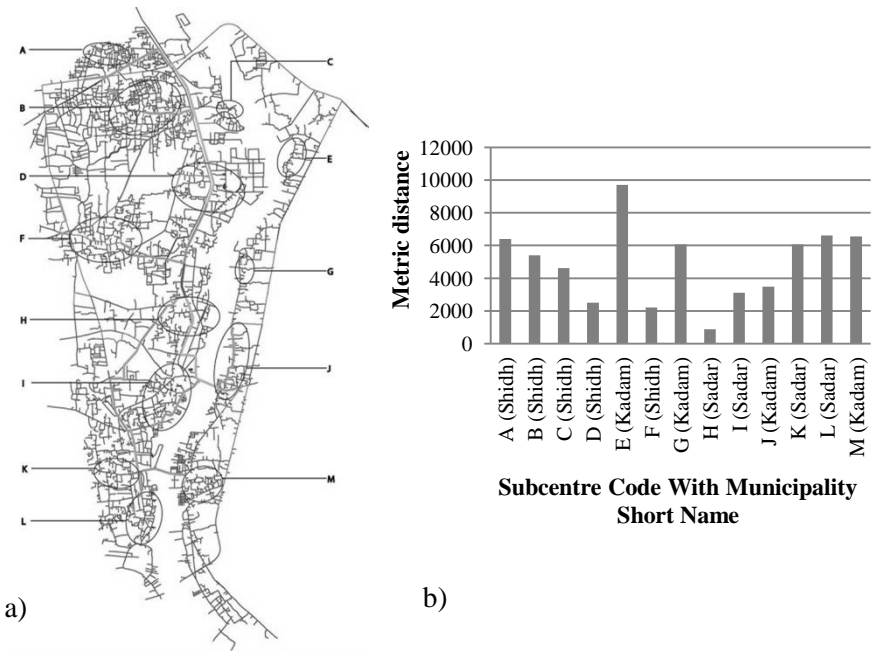 A
B
C
D
E
F
G
H
I
J
K
L
M
a)
12000
10000
8000
6000
4000
2000
0
Metric distance
A (Shidh)
B (Shidh)
C (Shidh)
D (Shidh)
E (Kadam)
F (Shidh)
G (Kadam)
H (Sadar)
I (Sadar)
J (Kadam)
K (Sadar)
L (Sadar)
M (Kadam)
Subcentre Code With Municipality
Short Name
b)